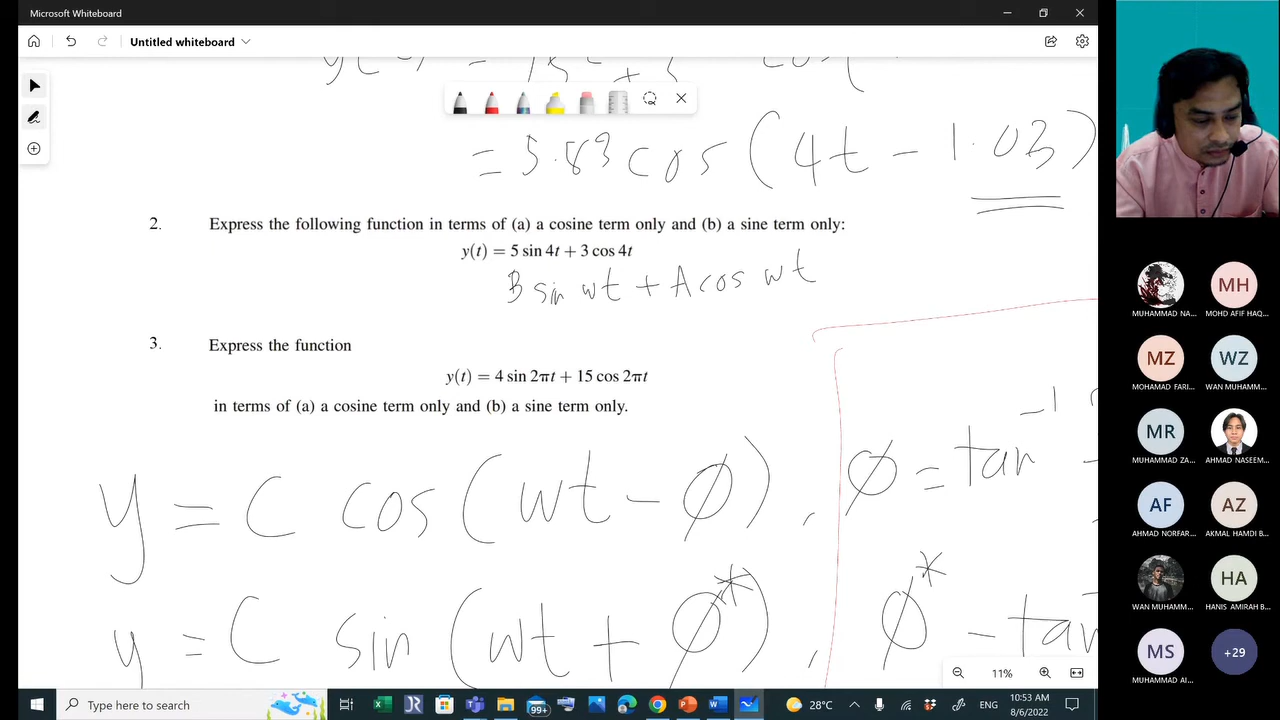 Microsoft Whiteboard
Untitled whiteboard
= 5.83 cos (4t - 1.03)
2. Express the following function in terms of (a) a cosine term only and (b) a sine term only:
y(t) = 5 sin 4t + 3 cos 4t
B sin wt + A cos wt
3. Express the function
y(t) = 4 sin 2πt + 15 cos 2πt
in terms of (a) a cosine term only and (b) a sine term only.
y = C cos (wt - ø), ø = tan -1
y = C sin (wt + ø*), ø* - tan
11%
MUHAMMAD NA...
MH
MOHD AFIF HAQ...
MZ
MOHAMAD FARI...
WZ
WAN MUHAMM...
MR
MUHAMMAD ZA...
AHMAD NASEEM...
AF
AHMAD NORFAR...
AZ
AKMAL HAMDI B...
WAN MUHAMM...
HA
HANIS AMIRAH B...
MS
MUHAMMAD AI...
+29
Type here to search
99+
28°C
ENG
10:53 AM
8/6/2022